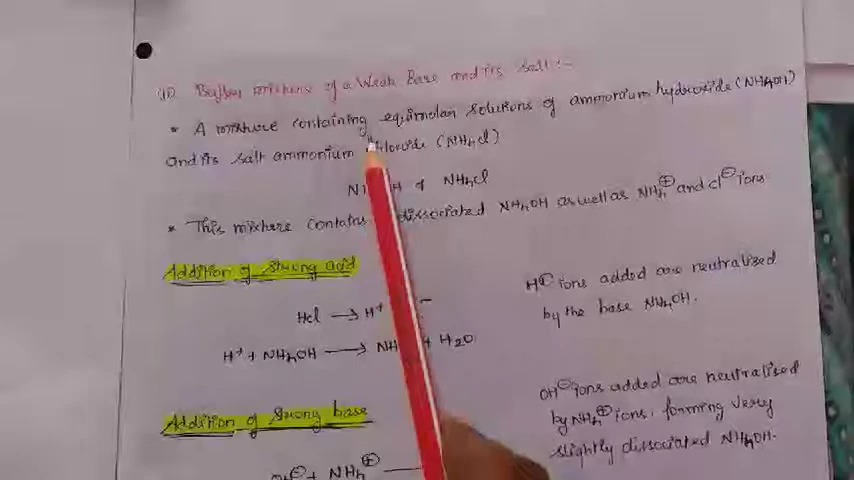 Buffer mixture of a Weak Base and its salt :-
* A mixture containing equimolar solutions of ammonium hydroxide (NH4OH)
and its salt ammonium chloride (NH4Cl)
+ NH4Cl
* This mixture contains dissociated NH4OH as well as NH4⊕ and Cl⊖ ions.
Addition of strong acid
HCl → H+
H⊕ ions added are neutralised
by the base NH4OH.
H+ + NH4OH → NH + H2O
Addition of strong base
OH⊖ ions added are neutralized
by NH4⊕ ions, forming very
slightly dissociated NH4OH.
OH⊖ + NH4⊕